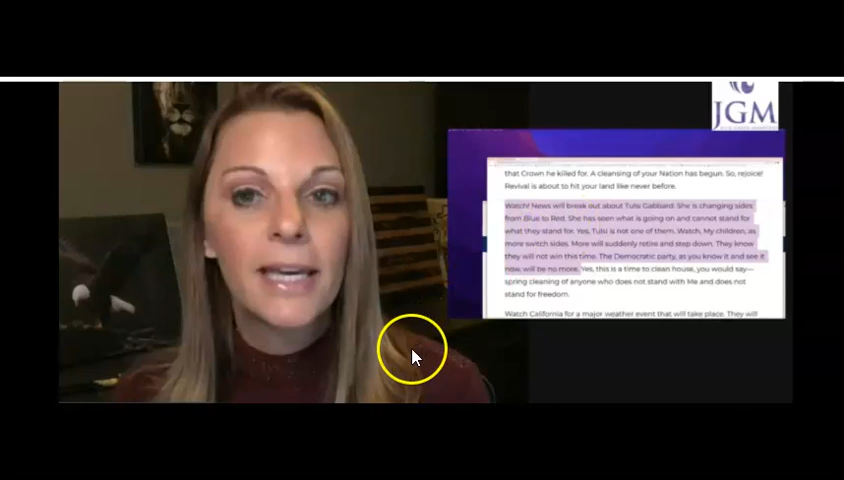 JGM
that Crown he killed for. A cleansing of your Nation has begun. So, rejoice!
Revival is about to hit your land like never before.
Watch! News will break out about Tulsi Gabbard. She is changing sides
from Blue to Red. She has seen what is going on and cannot stand for
what they stand for. Yes, Tulsi is not one of them. Watch, My children, as
more switch sides. More will suddenly retire and step down. They know
they will not win this time. The Democratic party, as you know it and see it
now, will be no more. Yes, this is a time to clean house, you would say—
spring cleaning of anyone who does not stand with Me and does not
stand for freedom.
Watch California for a major weather event that will take place. They will